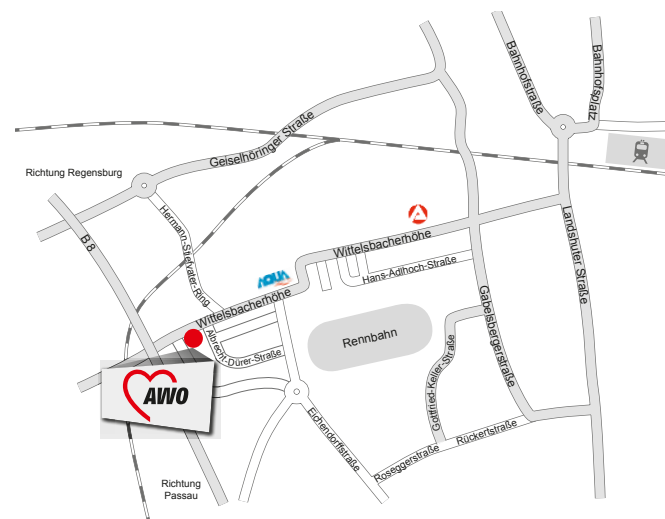 Bahnhofstraße
Bahnhofsplatz
Geiselhöringer Straße
Richtung Regensburg
Hermann-Stiefvater-Ring
B 8
Wittelsbacherhöhe
Landshuter Straße
Hans-Adlhoch-Straße
AQUA
Wittelsbacherhöhe
Gabelsbergerstraße
Albrecht-Dürer-Straße
Rennbahn
Gottfried-Keller-Straße
AWO
Eichendorffstraße
Rückertstraße
Roseggerstraße
Richtung
Passau